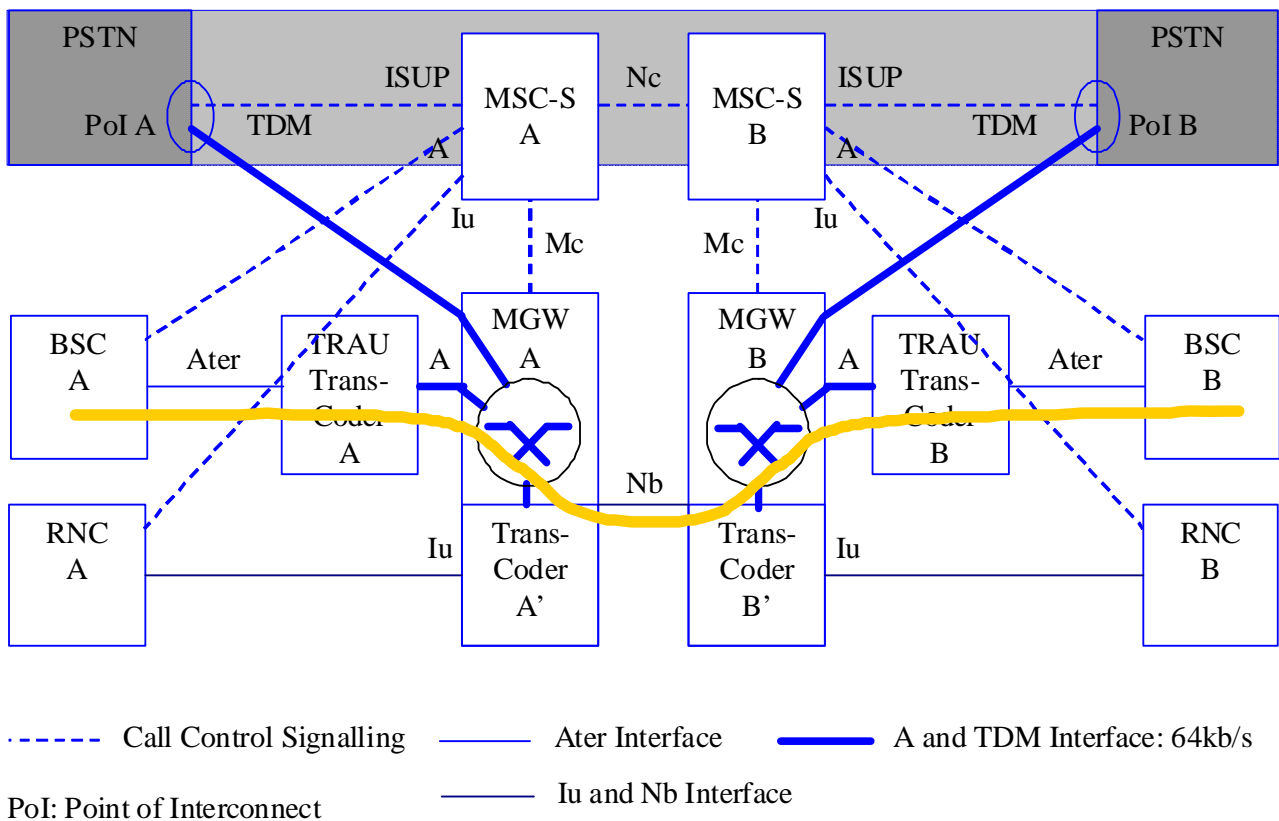 PSTN
PSTN
ISUP
Nc
ISUP
MSC-S
A
MSC-S
B
PoI A
TDM
TDM
PoI B
A
A
Iu
Iu
Mc
Mc
MGW
A
MGW
B
BSC
A
Ater
TRAU
Trans-
Coder
A
A
A
TRAU
Trans-
Coder
B
Ater
BSC
B
Nb
RNC
A
Iu
Trans-
Coder
A’
Trans-
Coder
B’
Iu
RNC
B
Call Control Signalling
Ater Interface
A and TDM Interface: 64kb/s
PoI: Point of Interconnect
Iu and Nb Interface